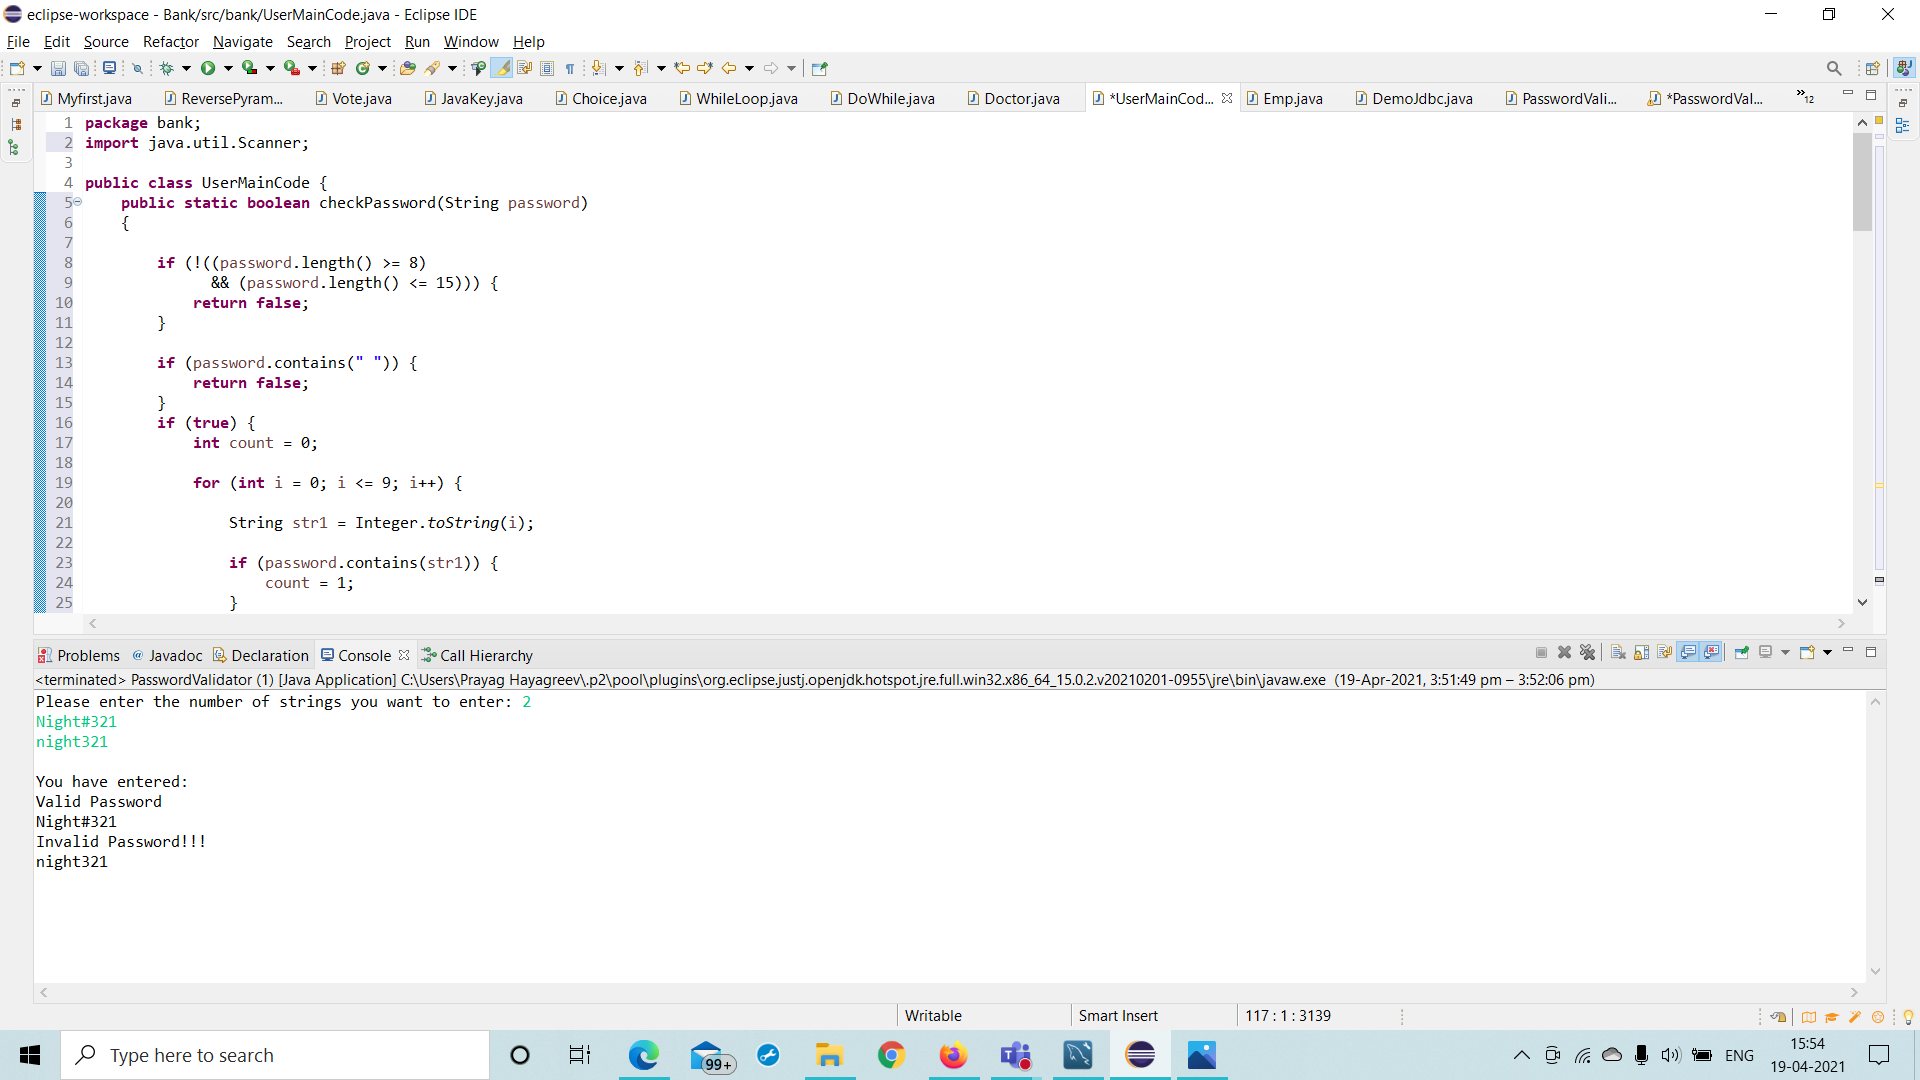 eclipse-workspace - Bank/src/bank/UserMainCode.java - Eclipse IDE
File Edit Source Refactor Navigate Search Project Run Window Help
Myfirst.java ReversePyram... Vote.java JavaKey.java Choice.java WhileLoop.java DoWhile.java Doctor.java *UserMainCod... Emp.java DemoJdbc.java PasswordVali... *PasswordVal... »12
1 package bank;
2 import java.util.Scanner;
3
4 public class UserMainCode {
5 public static boolean checkPassword(String password)
6 {
7
8 if (!((password.length() >= 8)
9 && (password.length() <= 15))) {
10 return false;
11 }
12
13 if (password.contains(" ")) {
14 return false;
15 }
16 if (true) {
17 int count = 0;
18
19 for (int i = 0; i <= 9; i++) {
20
21 String str1 = Integer.toString(i);
22
23 if (password.contains(str1)) {
24 count = 1;
25 }
Problems @ Javadoc Declaration Console Call Hierarchy
<terminated> PasswordValidator (1) [Java Application] C:\Users\Prayag Hayagreev\.p2\pool\plugins\org.eclipse.justj.openjdk.hotspot.jre.full.win32.x86_64_15.0.2.v20210201-0955\jre\bin\javaw.exe (19-Apr-2021, 3:51:49 pm – 3:52:06 pm)
Please enter the number of strings you want to enter: 2
Night#321
night321

You have entered:
Valid Password
Night#321
Invalid Password!!!
night321
Writable Smart Insert 117 : 1 : 3139
Type here to search 99+ ENG 15:54
19-04-2021